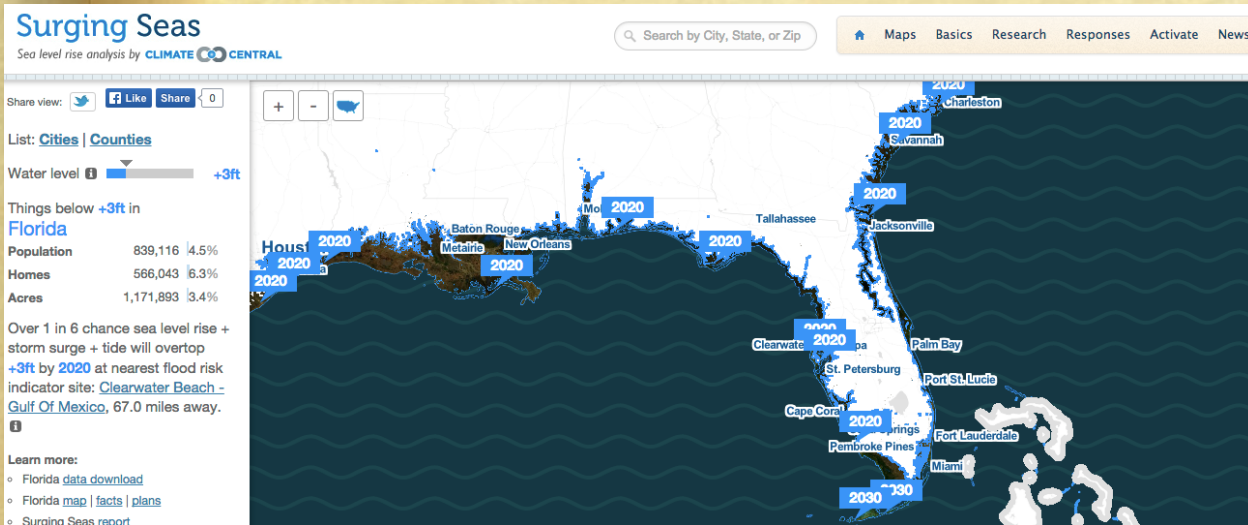 Surging Seas
Sea level rise analysis by CLIMATE CENTRAL
Search by City, State, or Zip
Maps Basics Research Responses Activate News
Share view: Like Share 0
List: Cities | Counties
Water level +3ft
Things below +3ft in
Florida
Population 839,116 4.5%
Homes 566,043 6.3%
Acres 1,171,893 3.4%
Over 1 in 6 chance sea level rise +
storm surge + tide will overtop
+3ft by 2020 at nearest flood risk
indicator site: Clearwater Beach -
Gulf Of Mexico, 67.0 miles away.
Learn more:
Florida data download
Florida map | facts | plans
Surging Seas report
+ -
2020
Charleston
2020
Savannah
2020
Jacksonville
2020
Tallahassee
2020
Baton Rouge
Metairie
New Orleans
2020
2020
2020
2020
2020
2020
Clearwater
St. Petersburg
Palm Bay
Port St. Lucie
Cape Coral
2020
Springs
Fort Lauderdale
Pembroke Pines
Miami
2030
2030